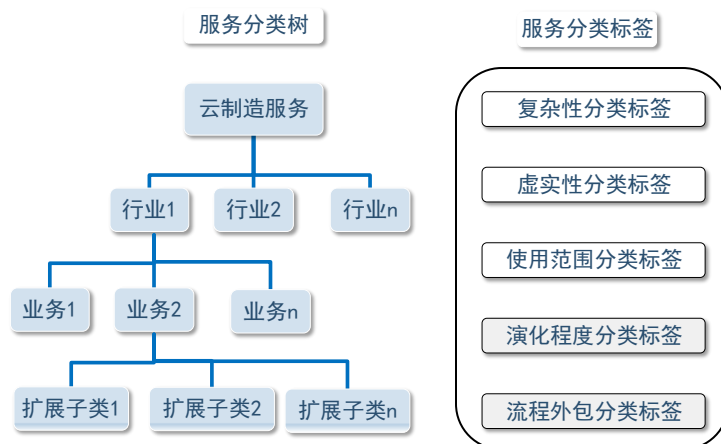 服务分类树
服务分类标签
云制造服务
行业1
行业2
行业n
业务1
业务2
业务n
扩展子类1
扩展子类2
扩展子类n
复杂性分类标签
虚实性分类标签
使用范围分类标签
演化程度分类标签
流程外包分类标签